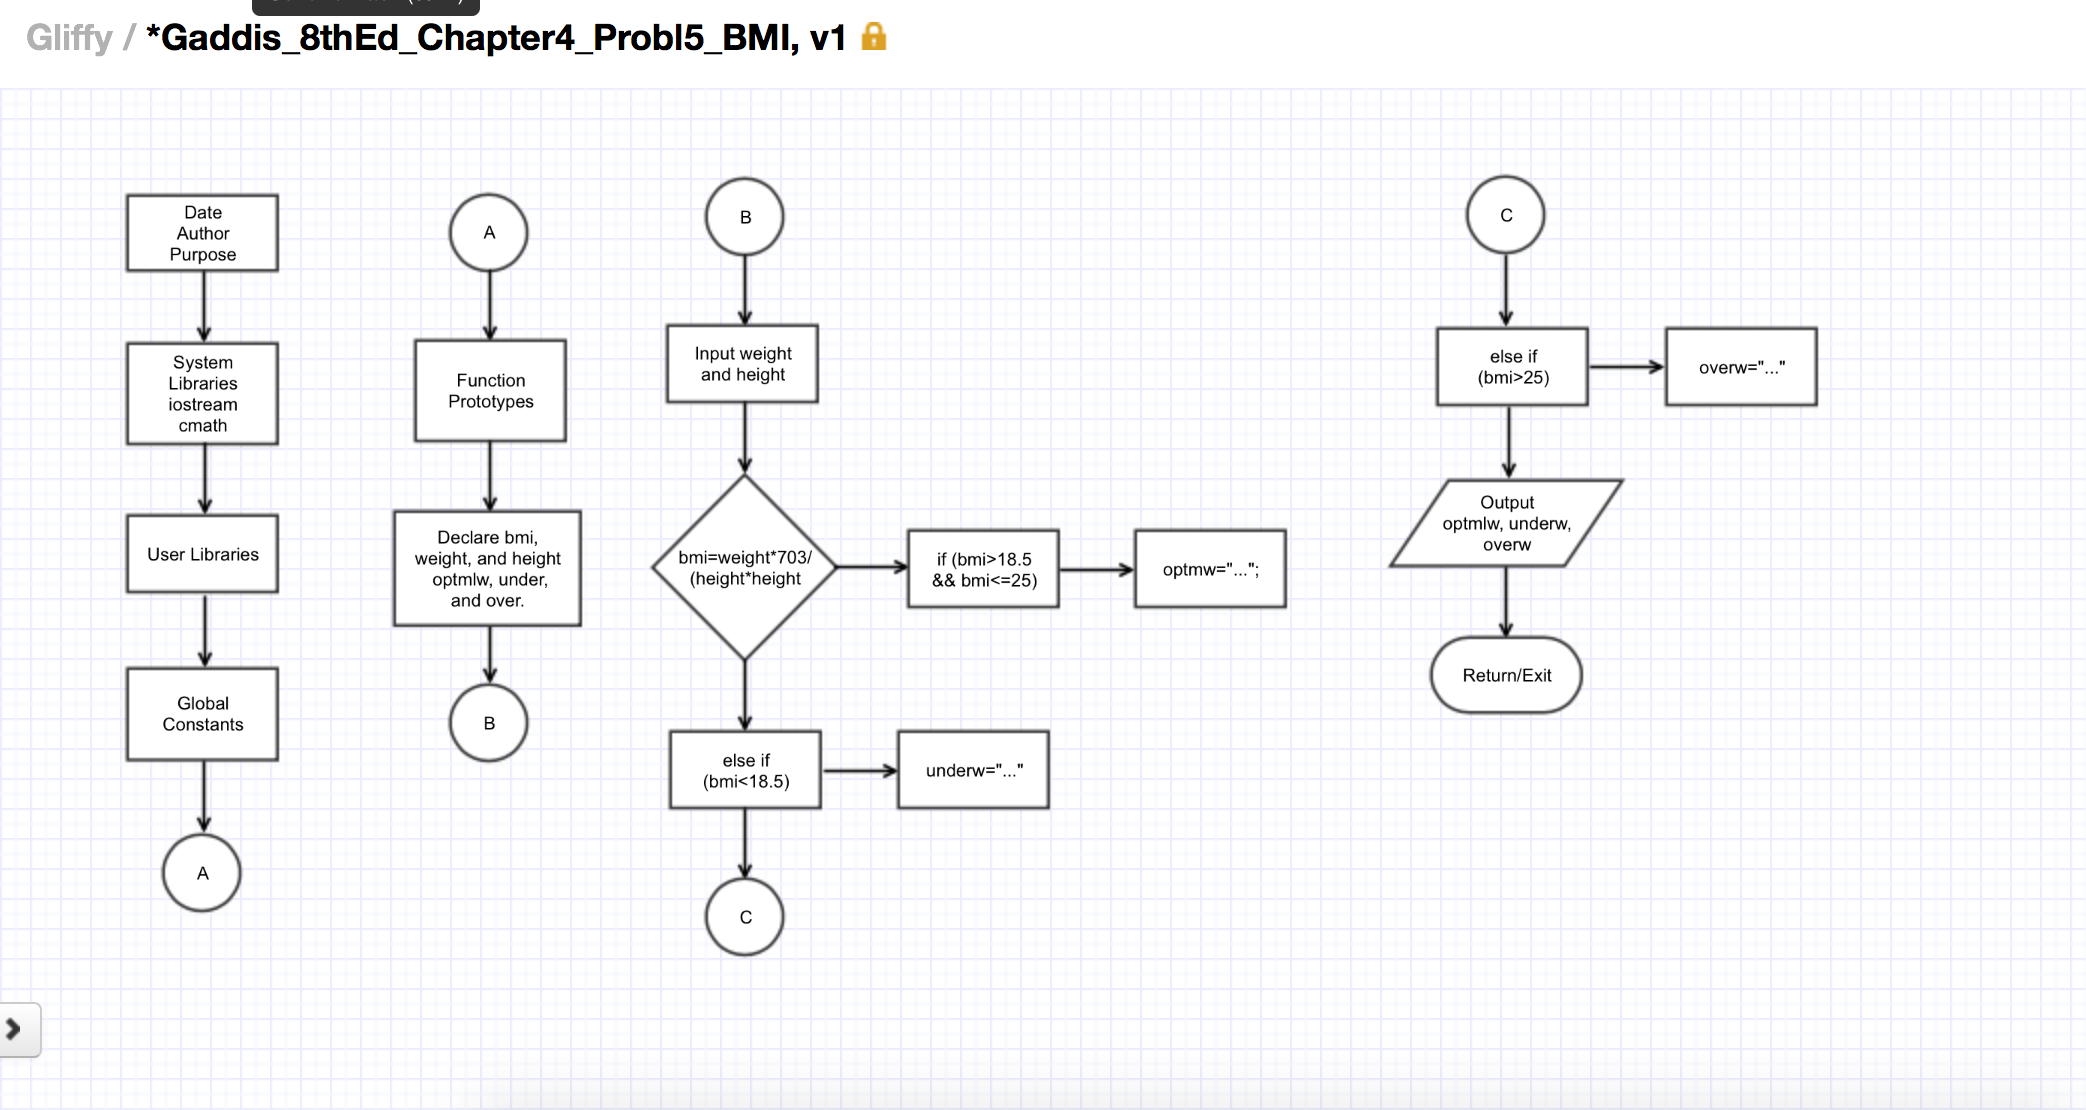 Gliffy / *Gaddis_8thEd_Chapter4_Probl5_BMI, v1
Date
Author
Purpose
System
Libraries
iostream
cmath
User Libraries
Global
Constants
A
A
Function
Prototypes
Declare bmi,
weight, and height
optmlw, under,
and over.
B
B
Input weight
and height
bmi=weight*703/
(height*height
if (bmi>18.5
&& bmi<=25)
optmw="...";
else if
(bmi<18.5)
underw="..."
C
C
else if
(bmi>25)
overw="..."
Output
optmlw, underw,
overw
Return/Exit